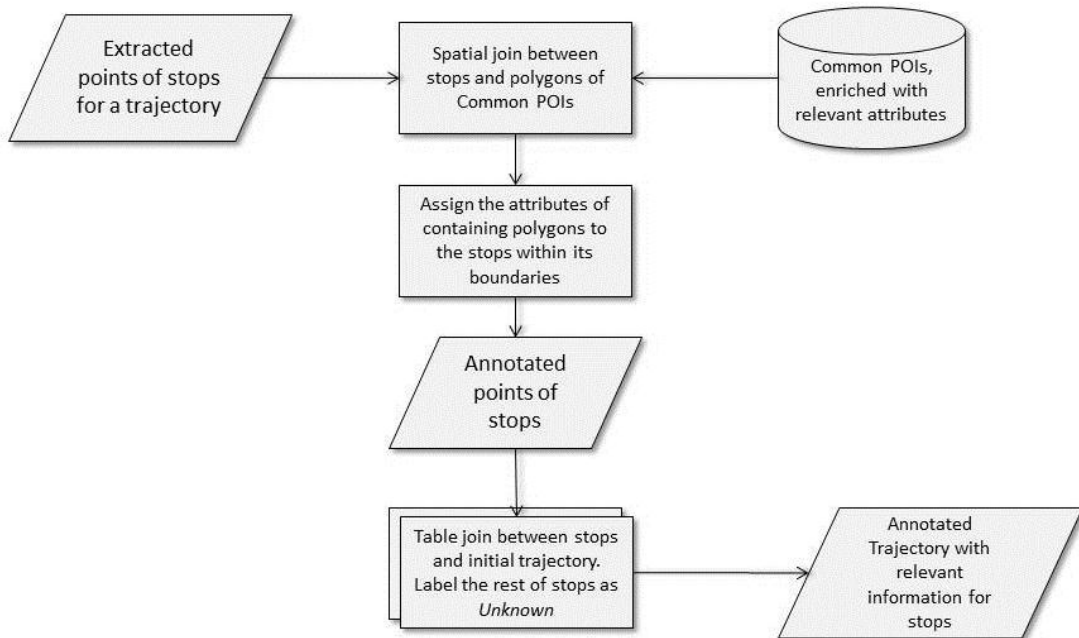 Extracted
points of stops
for a trajectory
Spatial join between
stops and polygons of
Common POIs
Common POIs,
enriched with
relevant attributes
Assign the attributes of
containing polygons to
the stops within its
boundaries
Annotated
points of
stops
Table join between stops
and initial trajectory.
Label the rest of stops as
Unknown
Annotated
Trajectory with
relevant
information for
stops